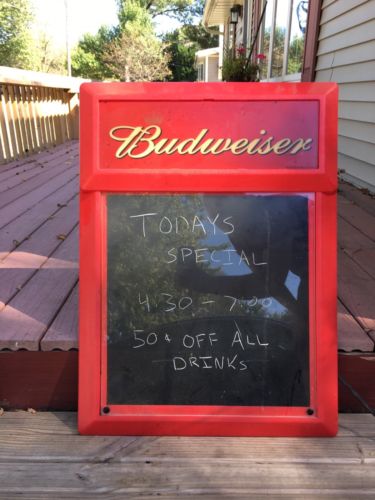 Budweiser
TODAYS
SPECIAL
4:30 - 7:00
50¢ OFF ALL
DRINKs